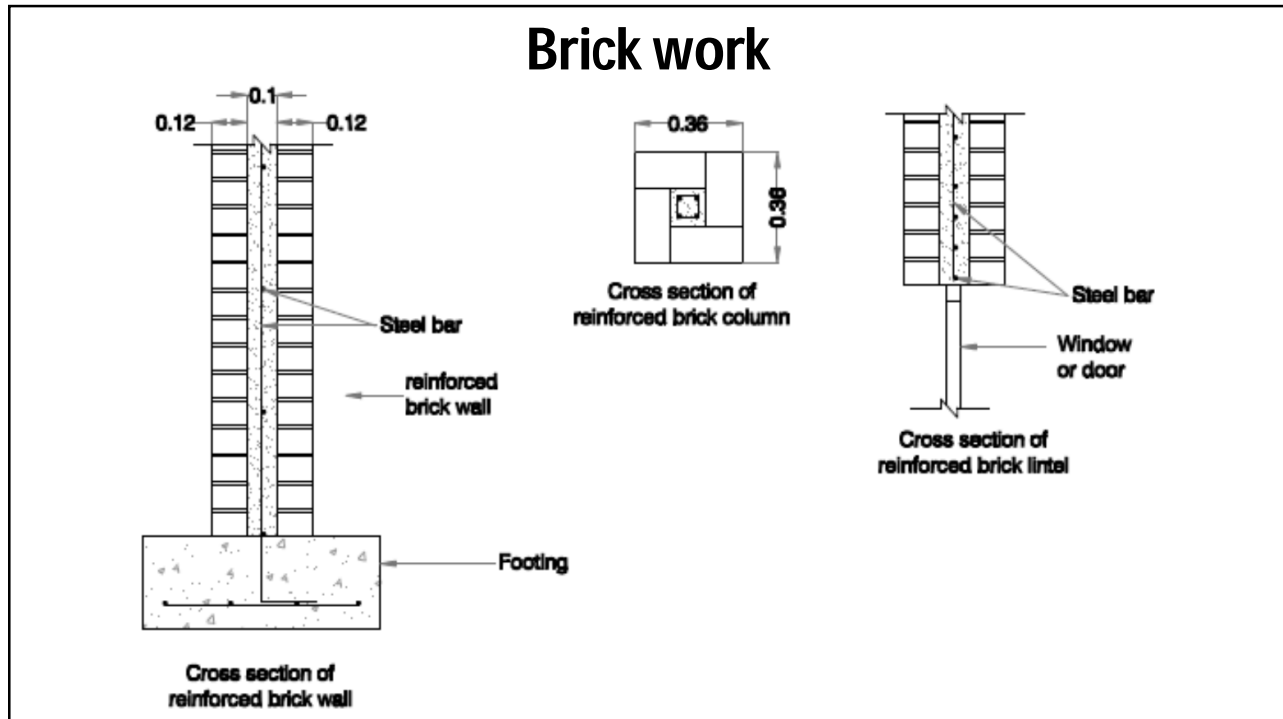 Brick work
0.1
0.12
0.12
Steel bar
reinforced
brick wall
Footing
Cross section of
reinforced brick wall
0.36
0.36
Cross section of
reinforced brick column
Steel bar
Window
or door
Cross section of
reinforced brick lintel